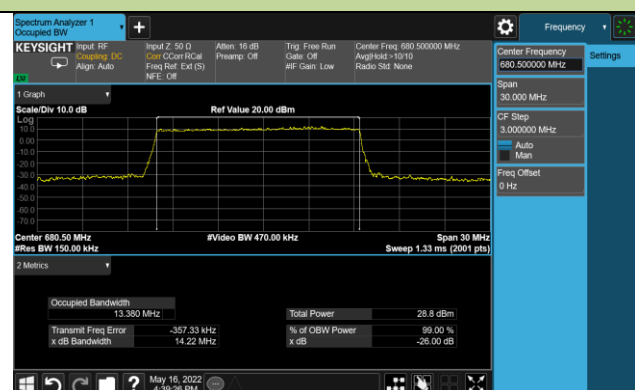 Spectrum Analyzer 1
Occupied BW
Frequency
KEYSIGHT
Input: RF
Coupling: DC
Align: Auto
Input Z: 50 Ω
Corr CCorr RCal
Freq Ref: Ext (S)
NFE: Off
Atten: 16 dB
Preamp: Off
Trig: Free Run
Gate: Off
#IF Gain: Low
Center Freq: 680.500000 MHz
Avg|Hold:>10/10
Radio Std: None
LXI
Center Frequency
680.500000 MHz
Settings
Span
30.000 MHz
CF Step
3.000000 MHz
Auto
Man
Freq Offset
0 Hz
1 Graph
Scale/Div 10.0 dB
Ref Value 20.00 dBm
Log
10.0
0.00
-10.0
-20.0
-30.0
-40.0
-50.0
-60.0
-70.0
Center 680.50 MHz
#Video BW 470.00 kHz
Span 30 MHz
#Res BW 150.00 kHz
Sweep 1.33 ms (2001 pts)
2 Metrics
Occupied Bandwidth
13.380 MHz
Total Power 28.8 dBm
Transmit Freq Error -357.33 kHz
% of OBW Power 99.00 %
x dB Bandwidth 14.22 MHz
x dB -26.00 dB
?
May 16, 2022
4:39:26 PM